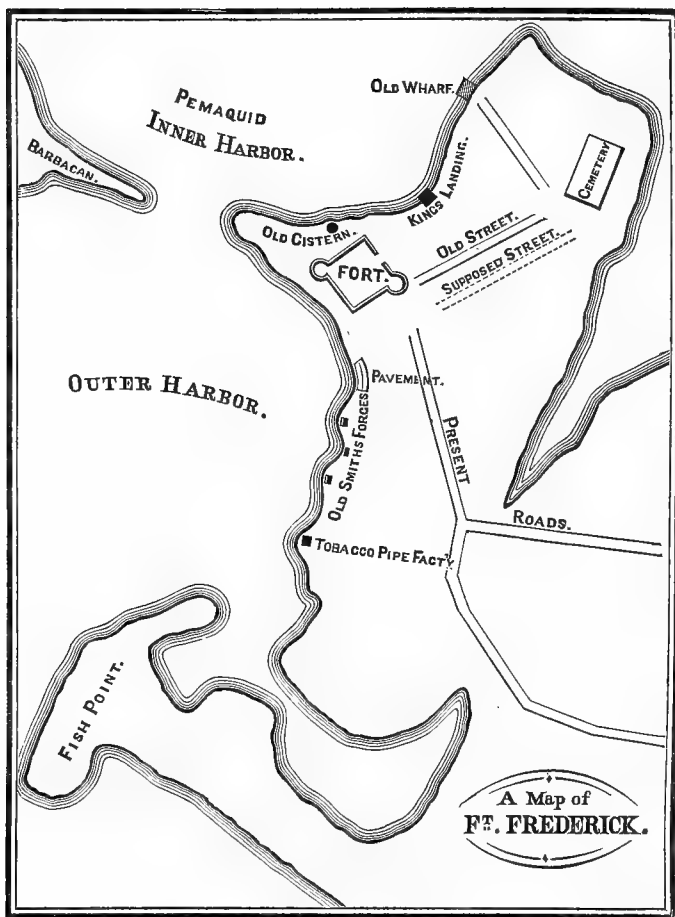 OLD WHARF.
PEMAQUID
INNER HARBOR.
BARBACAN.
CEMETERY
KINGS LANDING.
OLD CISTERN.
OLD STREET.
FORT.
SUPPOSED STREET.
OUTER HARBOR.
PAVEMENT.
OLD SMITHS FORGES
PRESENT
ROADS.
TOBACCO PIPE FACTY
FISH POINT.
A Map of
FT. FREDERICK.